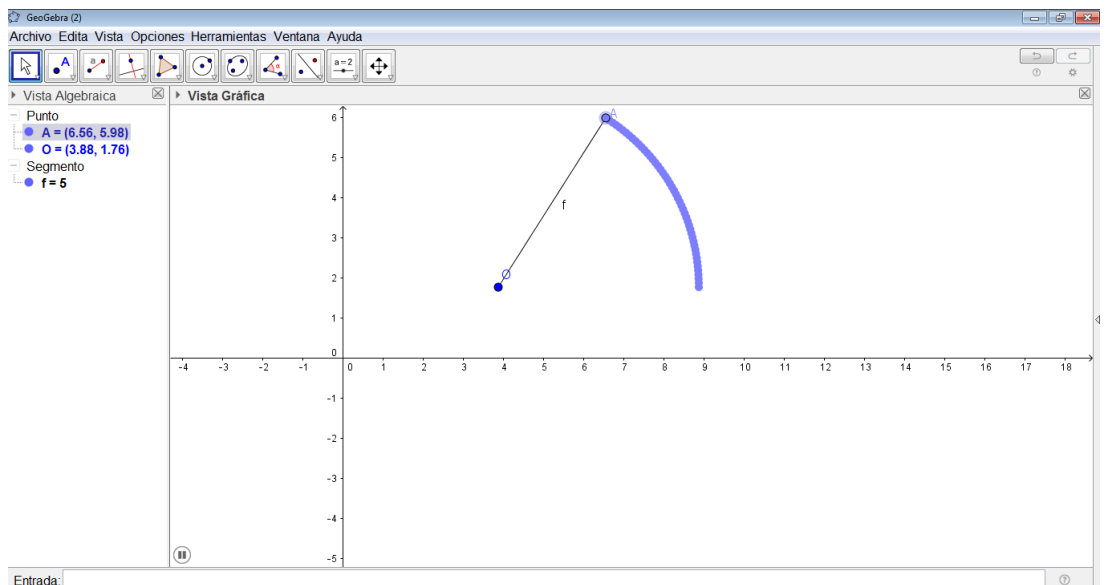 GeoGebra (2)
Archivo Edita Vista Opciones Herramientas Ventana Ayuda
A a α a=2
Vista Algebraica
Vista Gráfica
Punto
A = (6.56, 5.98)
O = (3.88, 1.76)
Segmento
f = 5
A
f
O
6
5
4
3
2
1
0
-4 -3 -2 -1 0 1 2 3 4 5 6 7 8 9 10 11 12 13 14 15 16 17 18
-1
-2
-3
-4
-5
Entrada: